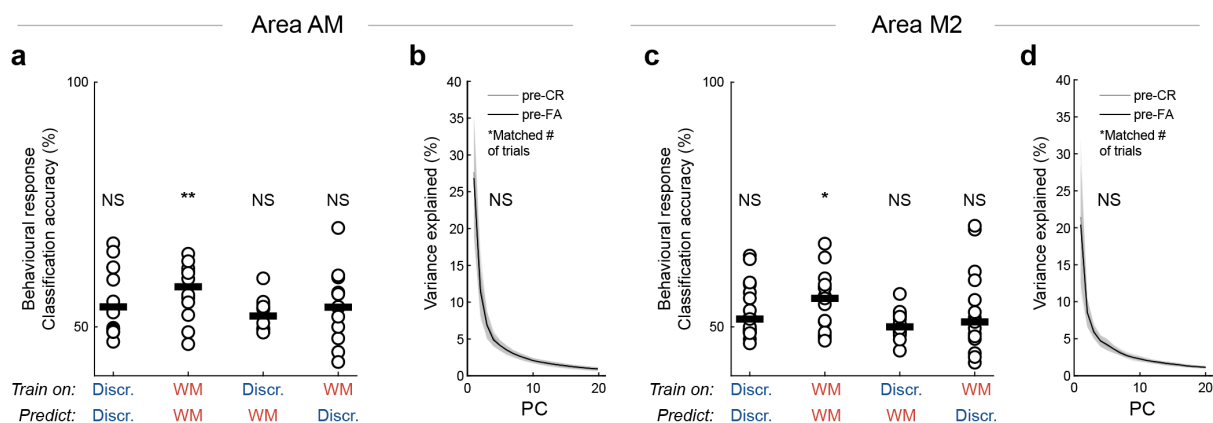 Area AM
Area M2
a
100
50
Behavioural response
Classification accuracy (%)
NS
**
NS
NS
Train on: Discr. WM Discr. WM
Predict: Discr. WM WM Discr.
b
40
35
30
25
20
15
10
5
0
Variance explained (%)
pre-CR
pre-FA
*Matched #
of trials
NS
0 10 20
PC
c
100
50
Behavioural response
Classification accuracy (%)
NS
*
NS
NS
Train on: Discr. WM Discr. WM
Predict: Discr. WM WM Discr.
d
40
35
30
25
20
15
10
5
0
Variance explained (%)
pre-CR
pre-FA
*Matched #
of trials
NS
0 10 20
PC